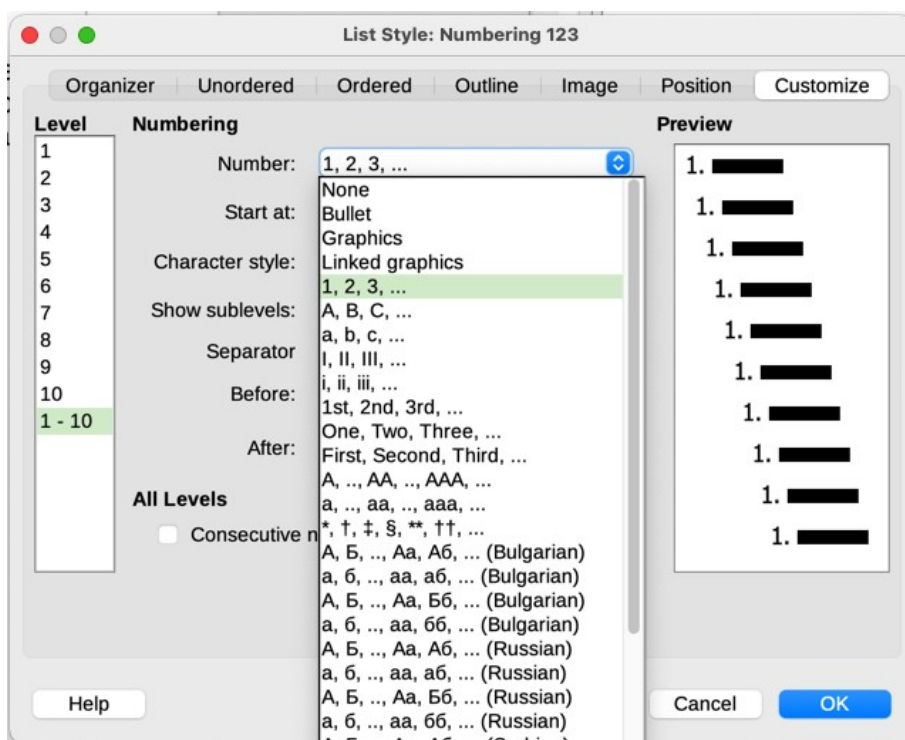 List Style: Numbering 123
Organizer Unordered Ordered Outline Image Position Customize
Level
1
2
3
4
5
6
7
8
9
10
1 - 10
Numbering
Number: 1, 2, 3, ...
Start at:
Character style:
Show sublevels:
Separator
Before:
After:
All Levels
Consecutive n
None
Bullet
Graphics
Linked graphics
1, 2, 3, ...
A, B, C, ...
a, b, c, ...
I, II, III, ...
i, ii, iii, ...
1st, 2nd, 3rd, ...
One, Two, Three, ...
First, Second, Third, ...
A, .., AA, .., AAA, ...
a, .., aa, .., aaa, ...
*, †, ‡, §, **, ††, ...
А, Б, .., Аа, Аб, ... (Bulgarian)
а, б, .., аа, аб, ... (Bulgarian)
А, Б, .., Аа, Бб, ... (Bulgarian)
а, б, .., аа, бб, ... (Bulgarian)
А, Б, .., Аа, Аб, ... (Russian)
а, б, .., аа, аб, ... (Russian)
А, Б, .., Аа, Бб, ... (Russian)
а, б, .., аа, бб, ... (Russian)
Preview
1.
1.
1.
1.
1.
1.
1.
1.
1.
1.
Help
Cancel
OK